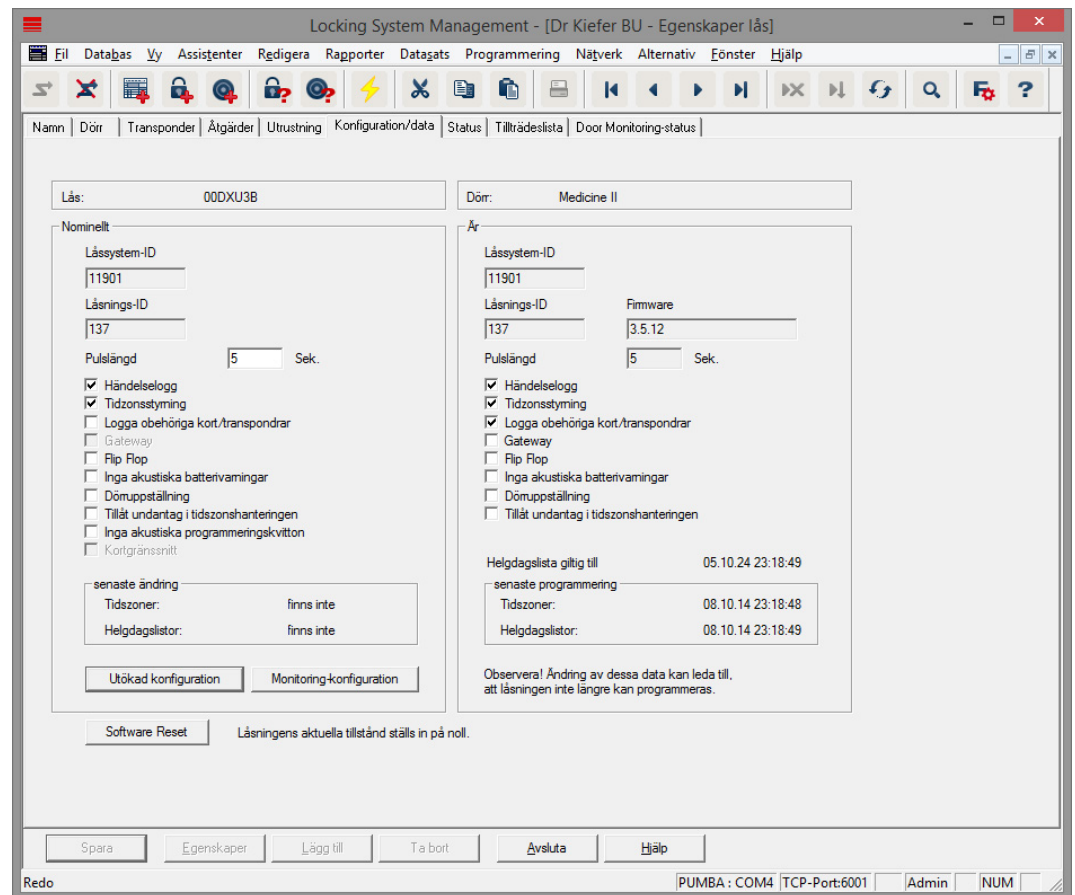 Locking System Management - [Dr Kiefer BU - Egenskaper lås]
Fil Databas Vy Assistenter Redigera Rapporter Datasats Programmering Nätverk Alternativ Fönster Hjälp
Namn Dörr Transponder Åtgärder Utrustning Konfiguration/data Status Tillträdeslista Door Monitoring-status
Lås: 00DXU3B
Dörr: Medicine II
Nominellt
Låssystem-ID
11901
Låsnings-ID
137
Pulslängd 5 Sek.
Händelselogg
Tidzonsstyrning
Logga obehöriga kort/transpondrar
Gateway
Flip Flop
Inga akustiska batterivarningar
Dörruppställning
Tillåt undantag i tidszonshanteringen
Inga akustiska programmeringskvitton
Kortgränssnitt
senaste ändring
Tidszoner: finns inte
Helgdagslistor: finns inte
Utökad konfiguration Monitoring-konfiguration
Är
Låssystem-ID
11901
Låsnings-ID Firmware
137 3.5.12
Pulslängd 5 Sek.
Händelselogg
Tidzonsstyrning
Logga obehöriga kort/transpondrar
Gateway
Flip Flop
Inga akustiska batterivarningar
Dörruppställning
Tillåt undantag i tidszonshanteringen
Helgdagslista giltig till 05.10.24 23:18:49
senaste programmering
Tidszoner: 08.10.14 23:18:48
Helgdagslistor: 08.10.14 23:18:49
Observera! Ändring av dessa data kan leda till,
att låsningen inte längre kan programmeras.
Software Reset Låsningens aktuella tillstånd ställs in på noll.
Spara Egenskaper Lägg till Ta bort Avsluta Hjälp
Redo PUMBA : COM4 TCP-Port:6001 Admin NUM